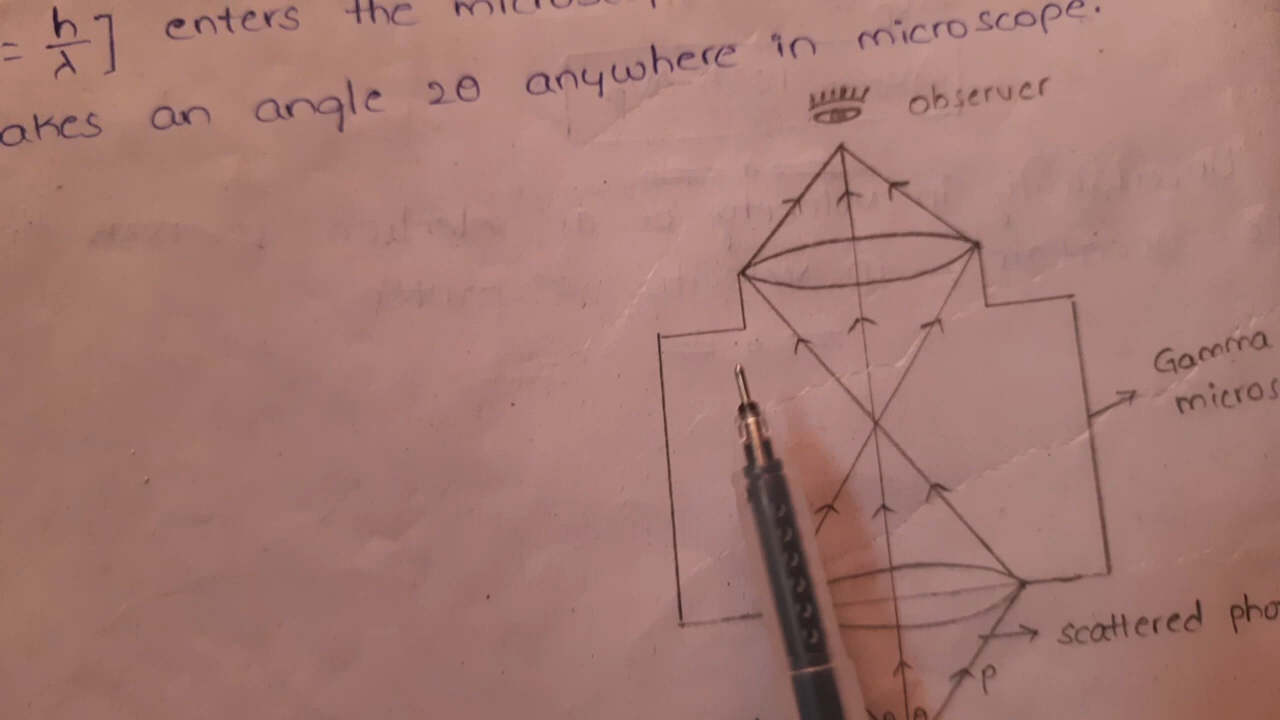 = h/λ] enters the
akes an angle 2θ anywhere in microscope.
observer
Gamma
micros
scattered pho
P
θ θ